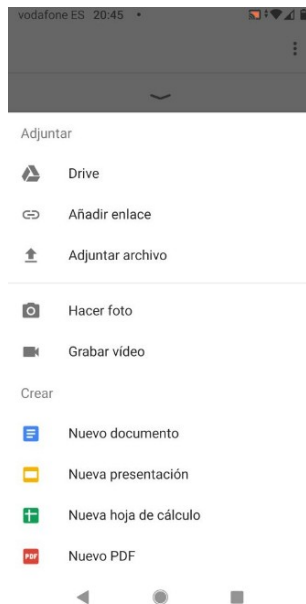 vodafone ES 20:45
Adjuntar
Drive
Añadir enlace
Adjuntar archivo
Hacer foto
Grabar vídeo
Crear
Nuevo documento
Nueva presentación
Nueva hoja de cálculo
PDF Nuevo PDF